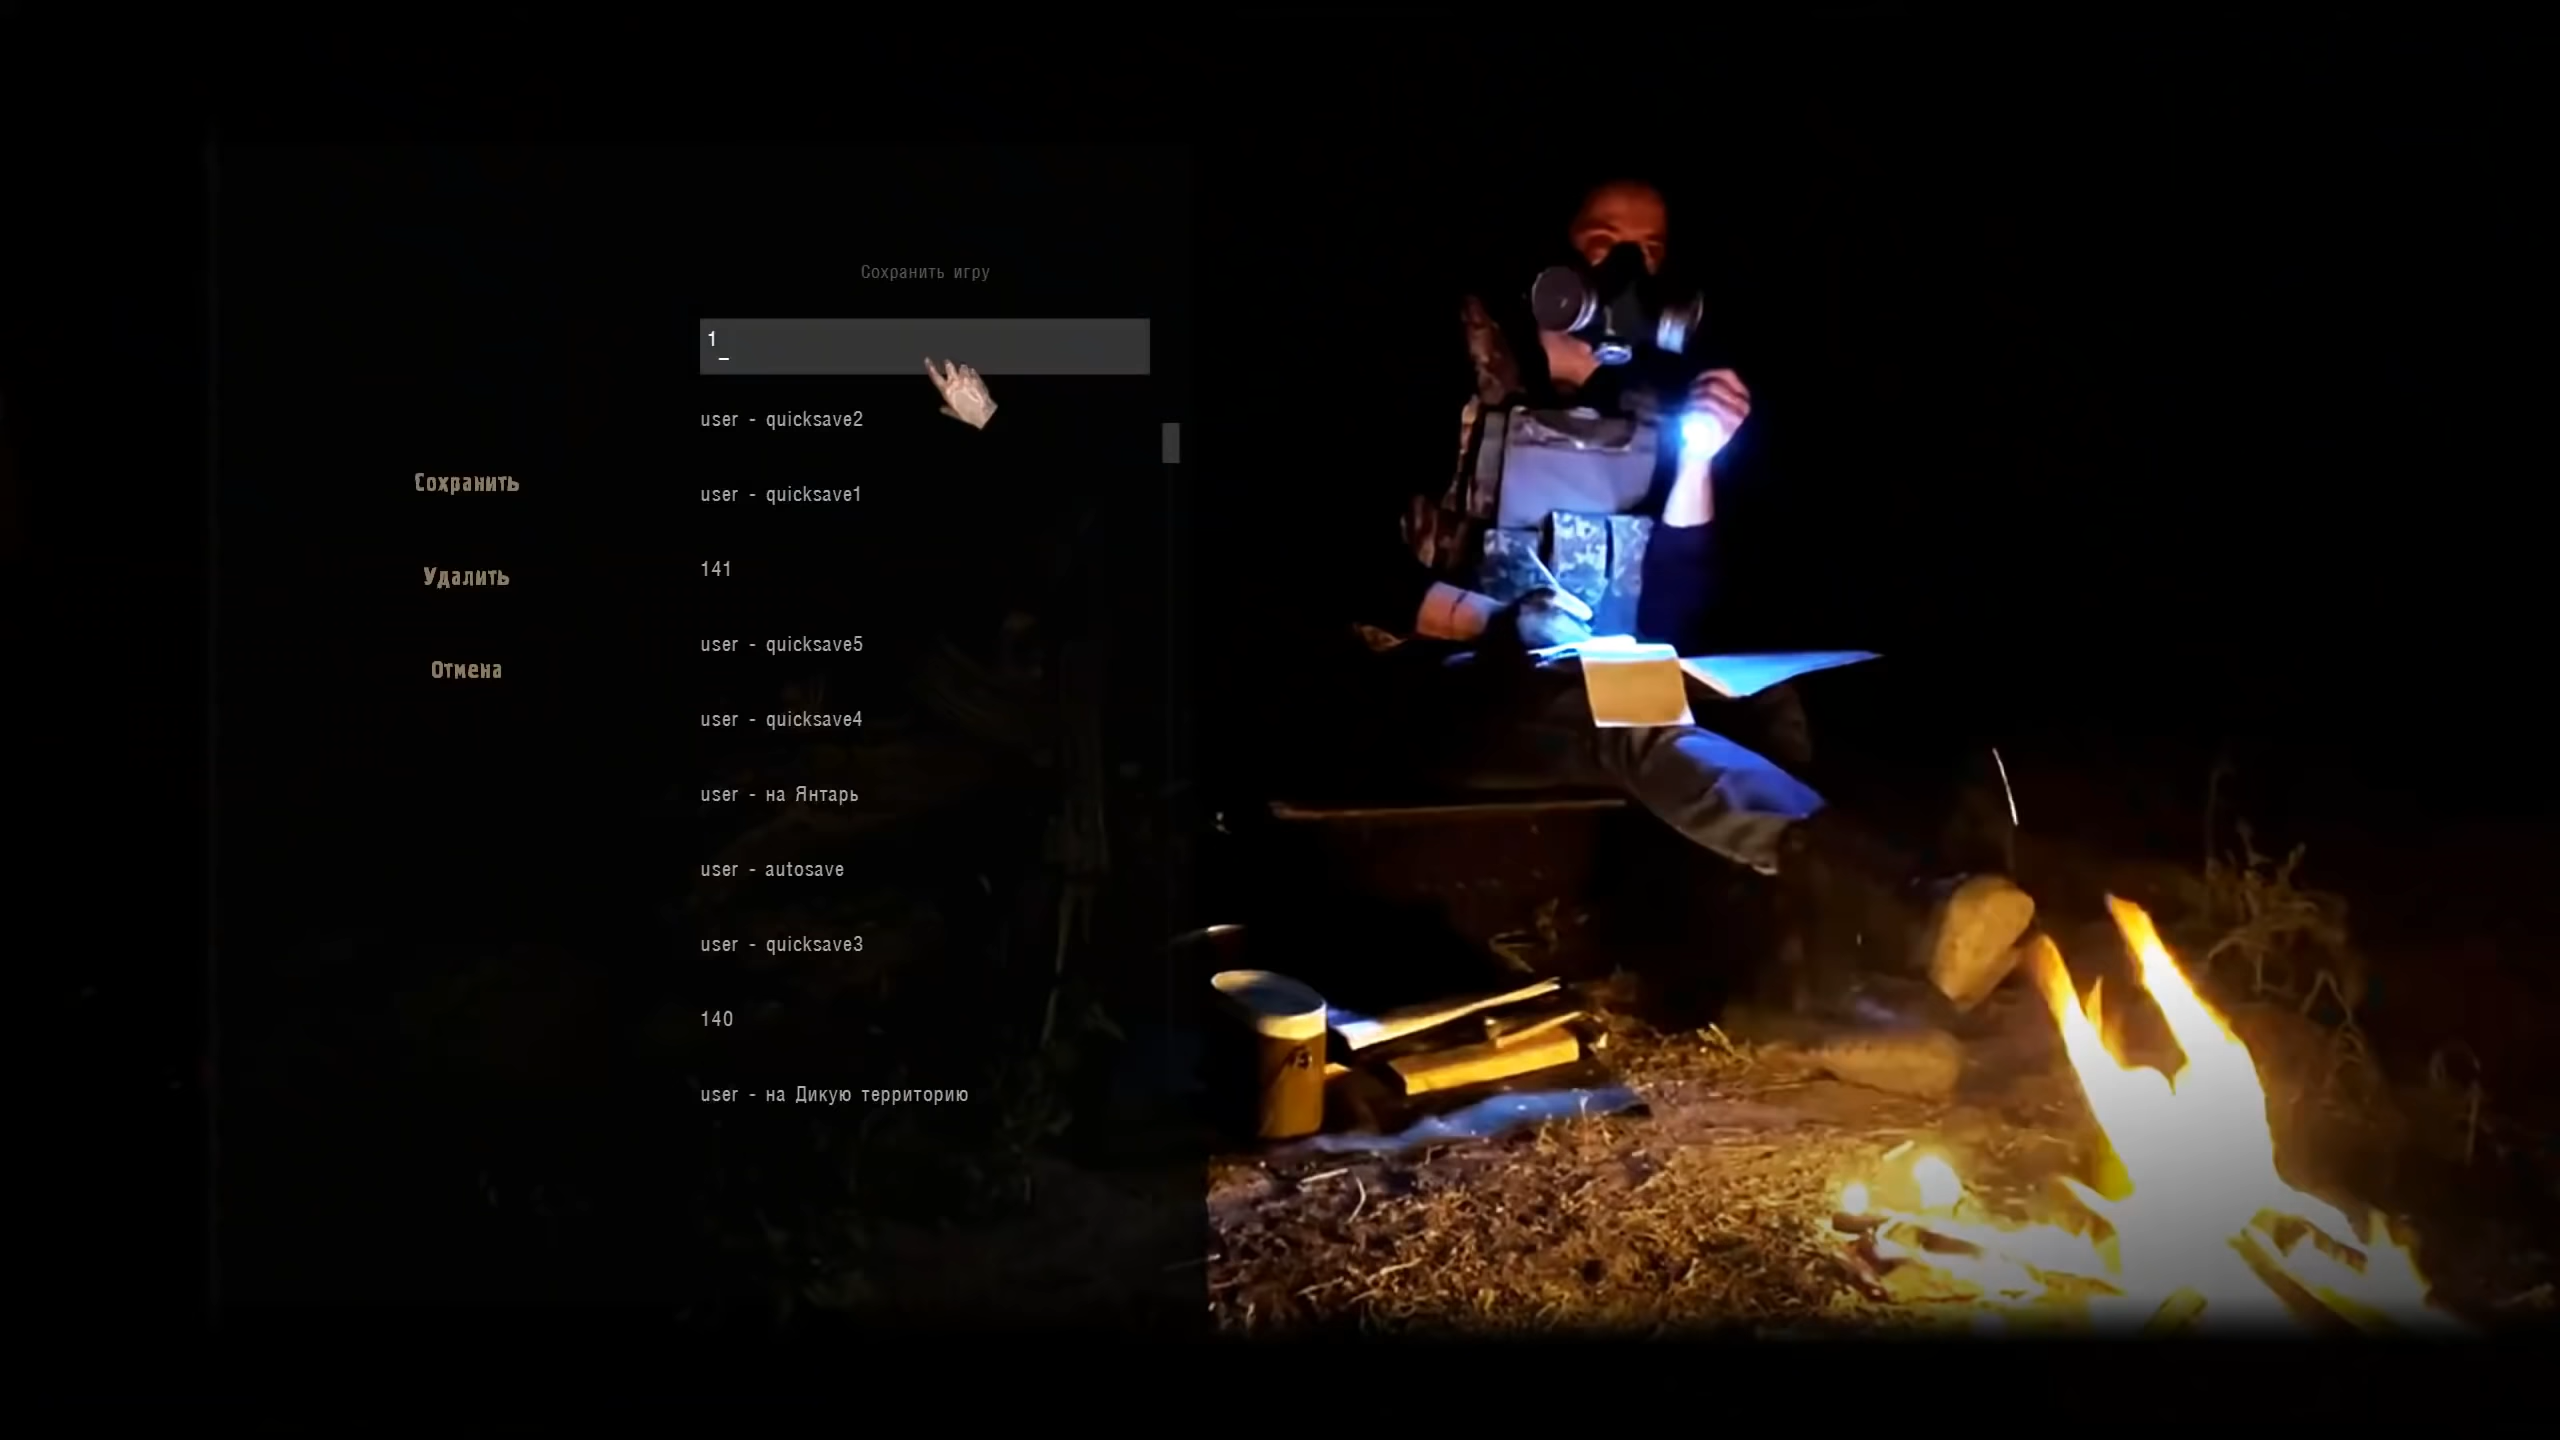 Сохранить игру
1_
user - quicksave2
user - quicksave1
Сохранить
141
Удалить
user - quicksave5
Отмена
user - quicksave4
user - на Янтарь
user - autosave
user - quicksave3
140
user - на Дикую территорию